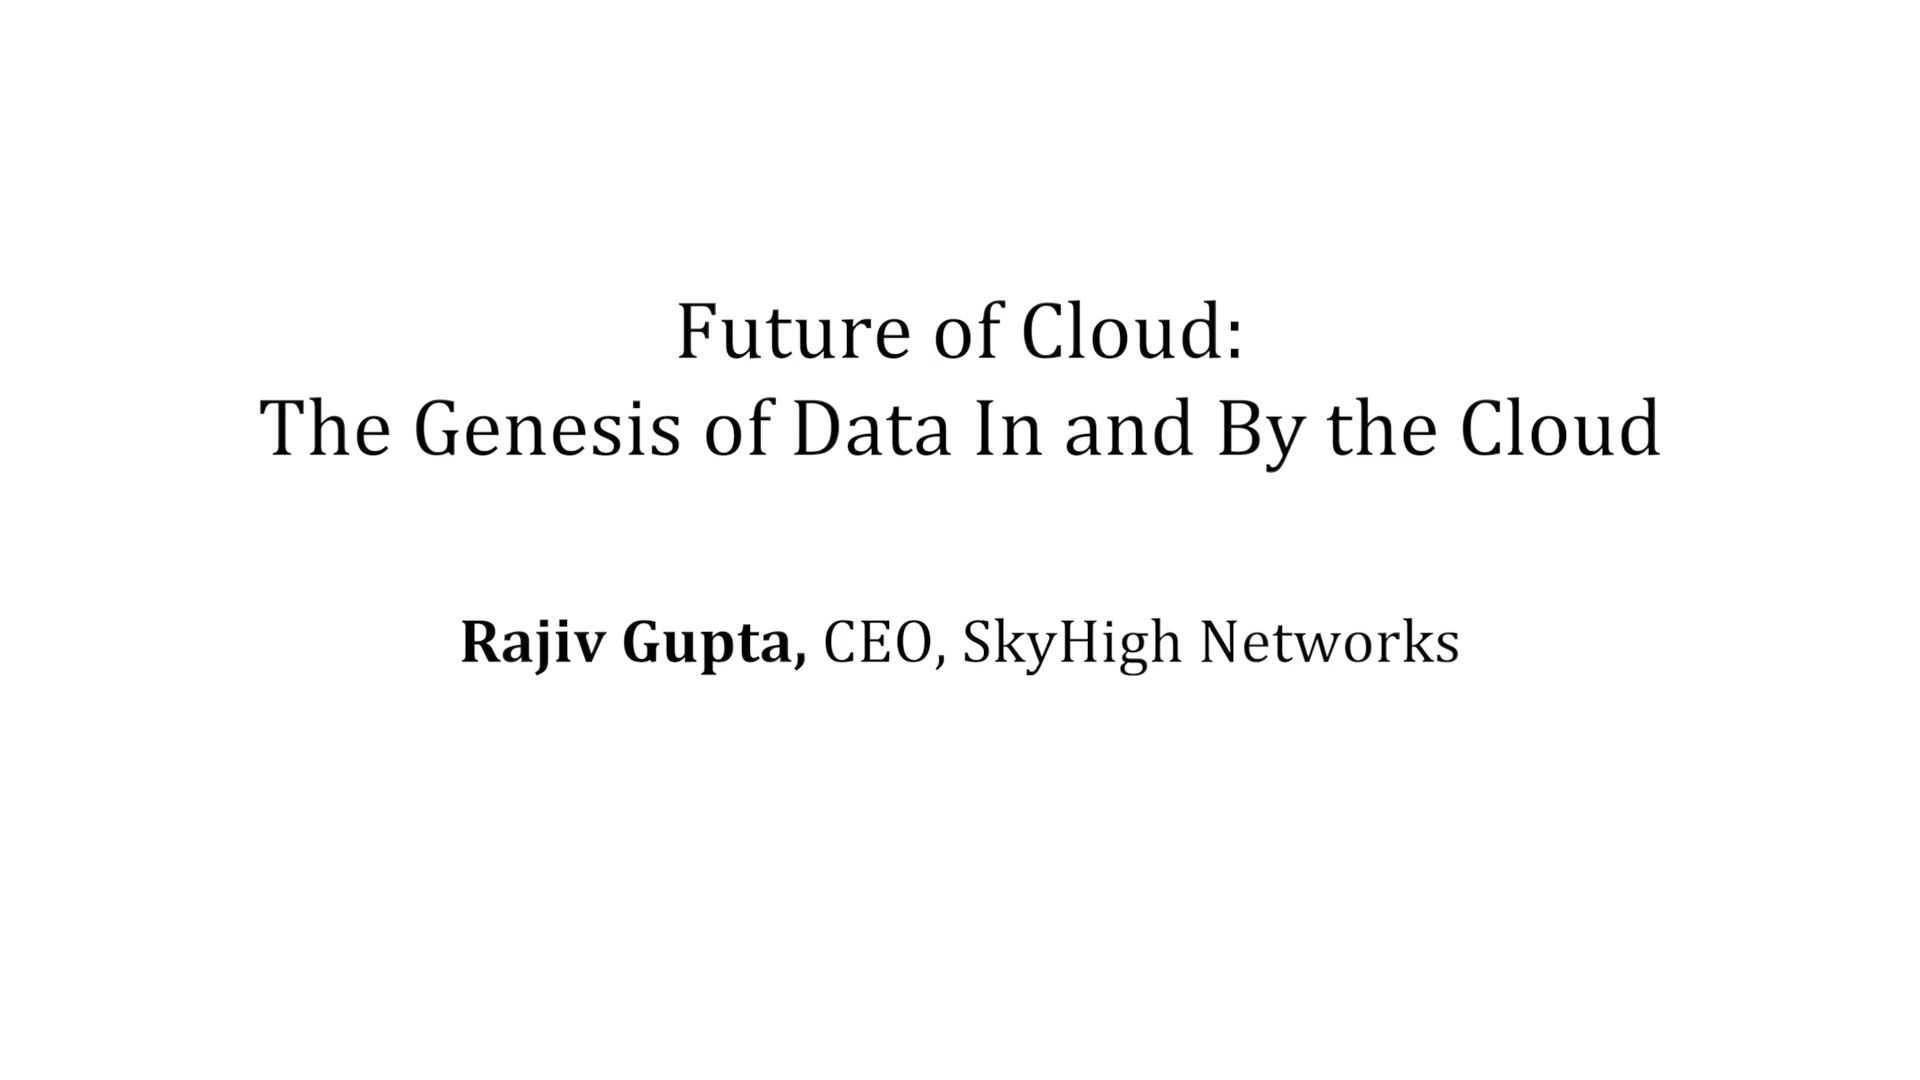 Future of Cloud:
The Genesis of Data In and By the Cloud
Rajiv Gupta, CEO, SkyHigh Networks